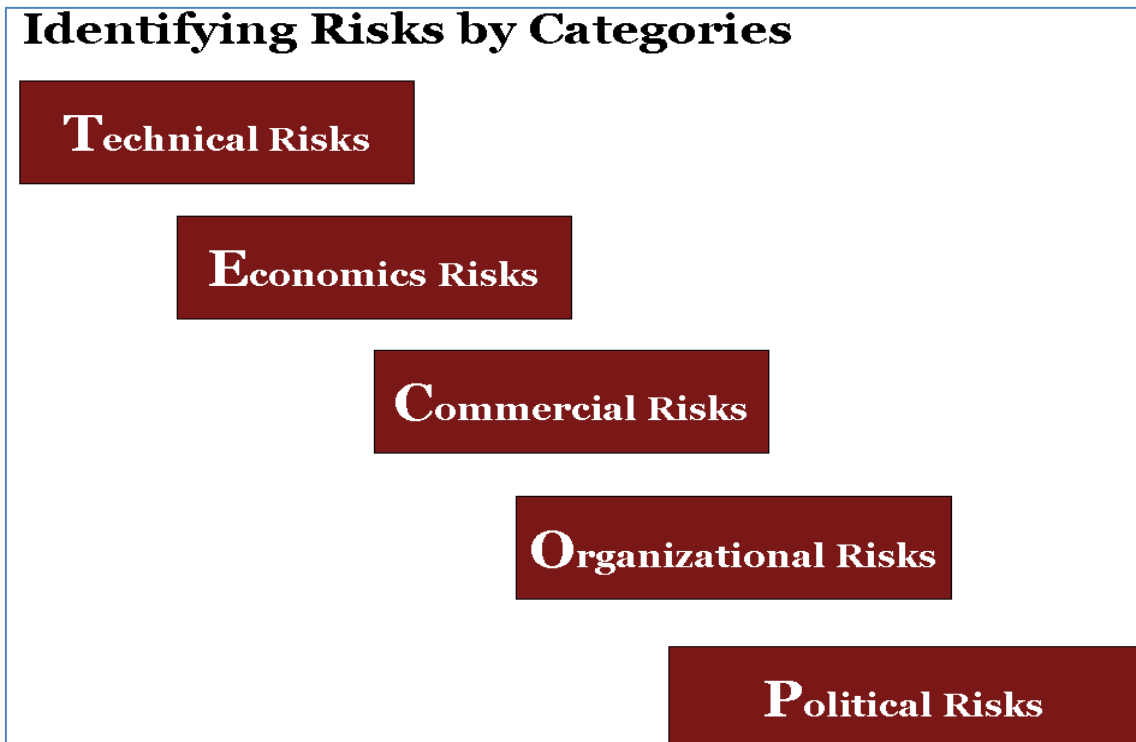 Identifying Risks by Categories
Technical Risks
Economics Risks
Commercial Risks
Organizational Risks
Political Risks